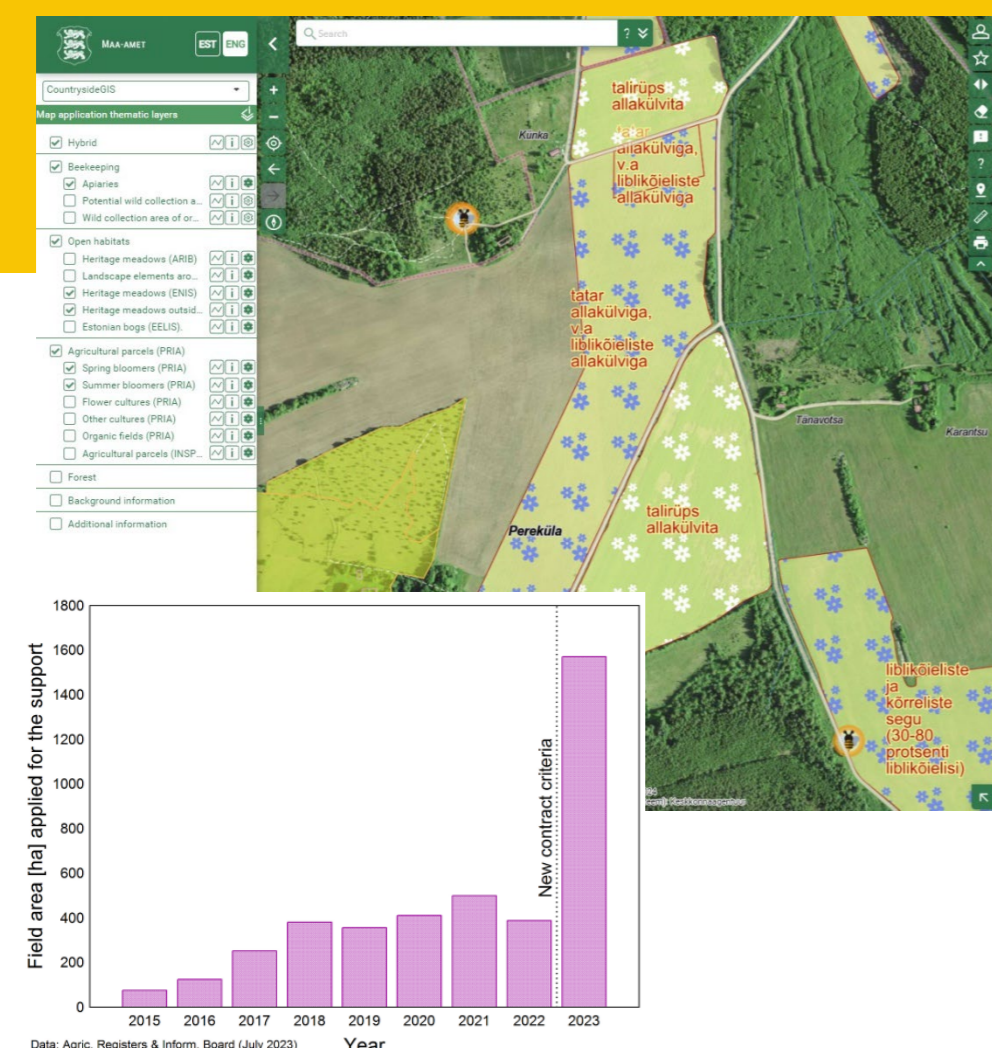 MAA-AMET
EST ENG
Search
?
CountrysideGIS
Map application thematic layers
Hybrid
Beekeeping
Apiaries
Potential wild collection a...
Wild collection area of or...
Open habitats
Heritage meadows (ARIB)
Landscape elements aro...
Heritage meadows (ENIS)
Heritage meadows outsid...
Estonian bogs (EELIS).
Agricultural parcels (PRIA)
Spring bloomers (PRIA)
Summer bloomers (PRIA)
Flower cultures (PRIA)
Other cultures (PRIA)
Organic fields (PRIA)
Agricultural parcels (INSP...
Forest
Background information
Additional information
talirüps
allakülvita
Kunka
tatar
allakülviga,
v.a
liblikõieliste
allakülviga
tatar
allakülviga,
v.a
liblikõieliste
allakülviga
Tanavotsa
Karantsu
Pereküla
talirüps
allakülvita
liblikõieliste
ja
kõrreliste
segu
(30-80
protsenti
liblikõielisi)
Field area [ha] applied for the support
1800
1600
1400
1200
1000
800
600
400
200
0
New contract criteria
2015 2016 2017 2018 2019 2020 2021 2022 2023
Data: Agric. Registers & Inform. Board (July 2023)
Year